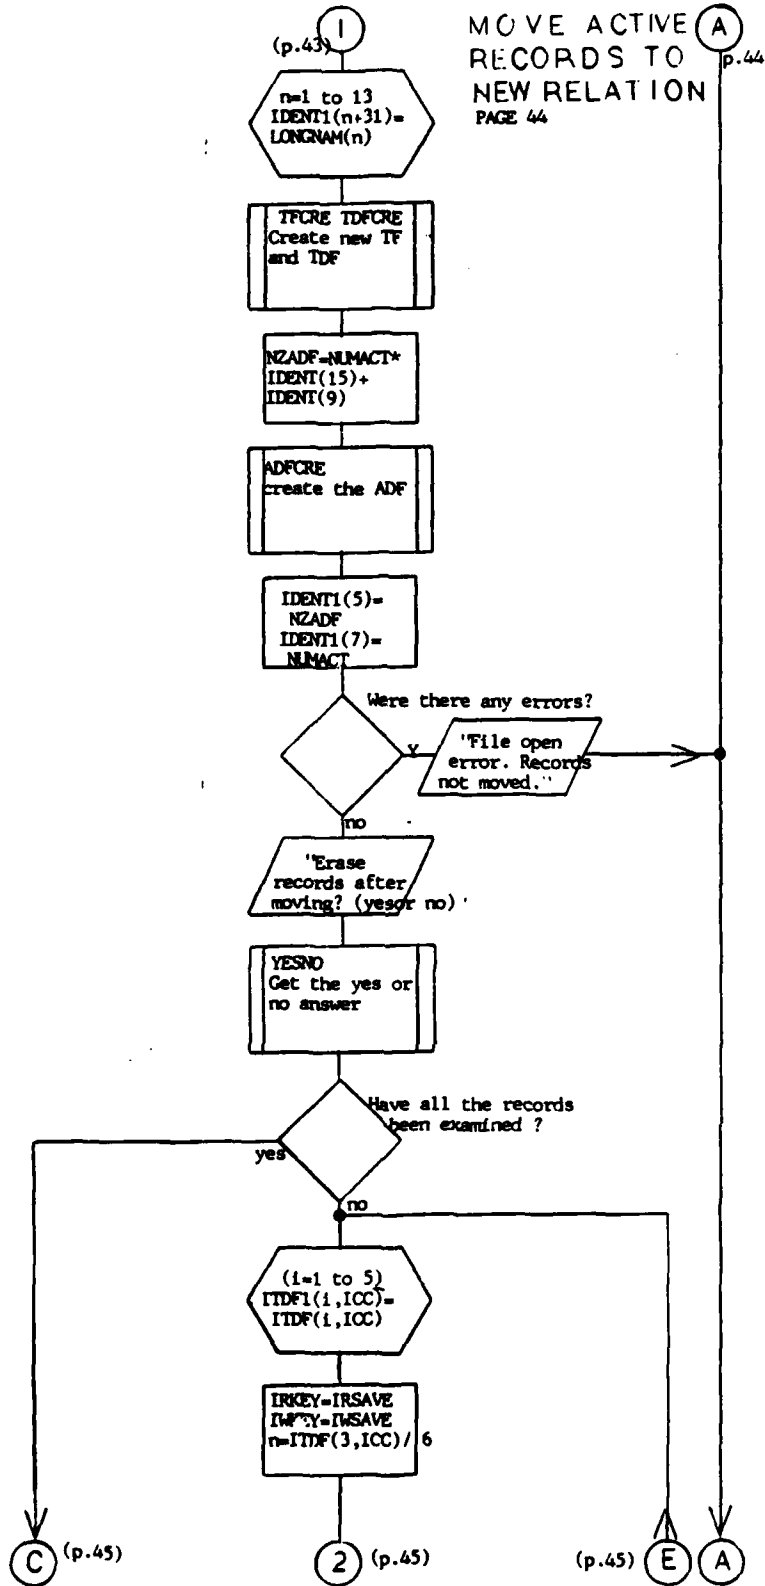 (p.43) 1
MOVE ACTIVE
RECORDS TO
NEW RELATION
PAGE 44
A
p.44
n=1 to 13
IDENT1(n+31)=
LONGNAM(n)
TFCRE TDFCRE
Create new TF
and TDF
NZADF=NUMACT*
IDENT(15)+
IDENT(9)
ADFCRE
create the ADF
IDENT1(5)=
NZADF
IDENT1(7)=
NUMACT
Were there any errors?
Y
"File open
error. Records
not moved."
no
"Erase
records after
moving? (yesor no)'
YESNO
Get the yes or
no answer
Have all the records
been examined ?
yes
no
(i=1 to 5)
ITDF1(i,ICC)=
ITDF(i,ICC)
IRKEY=IRSAVE
IWKEY=IWSAVE
n=ITDF(3,ICC)/ 6
C (p.45)
2 (p.45)
(p.45) E
A